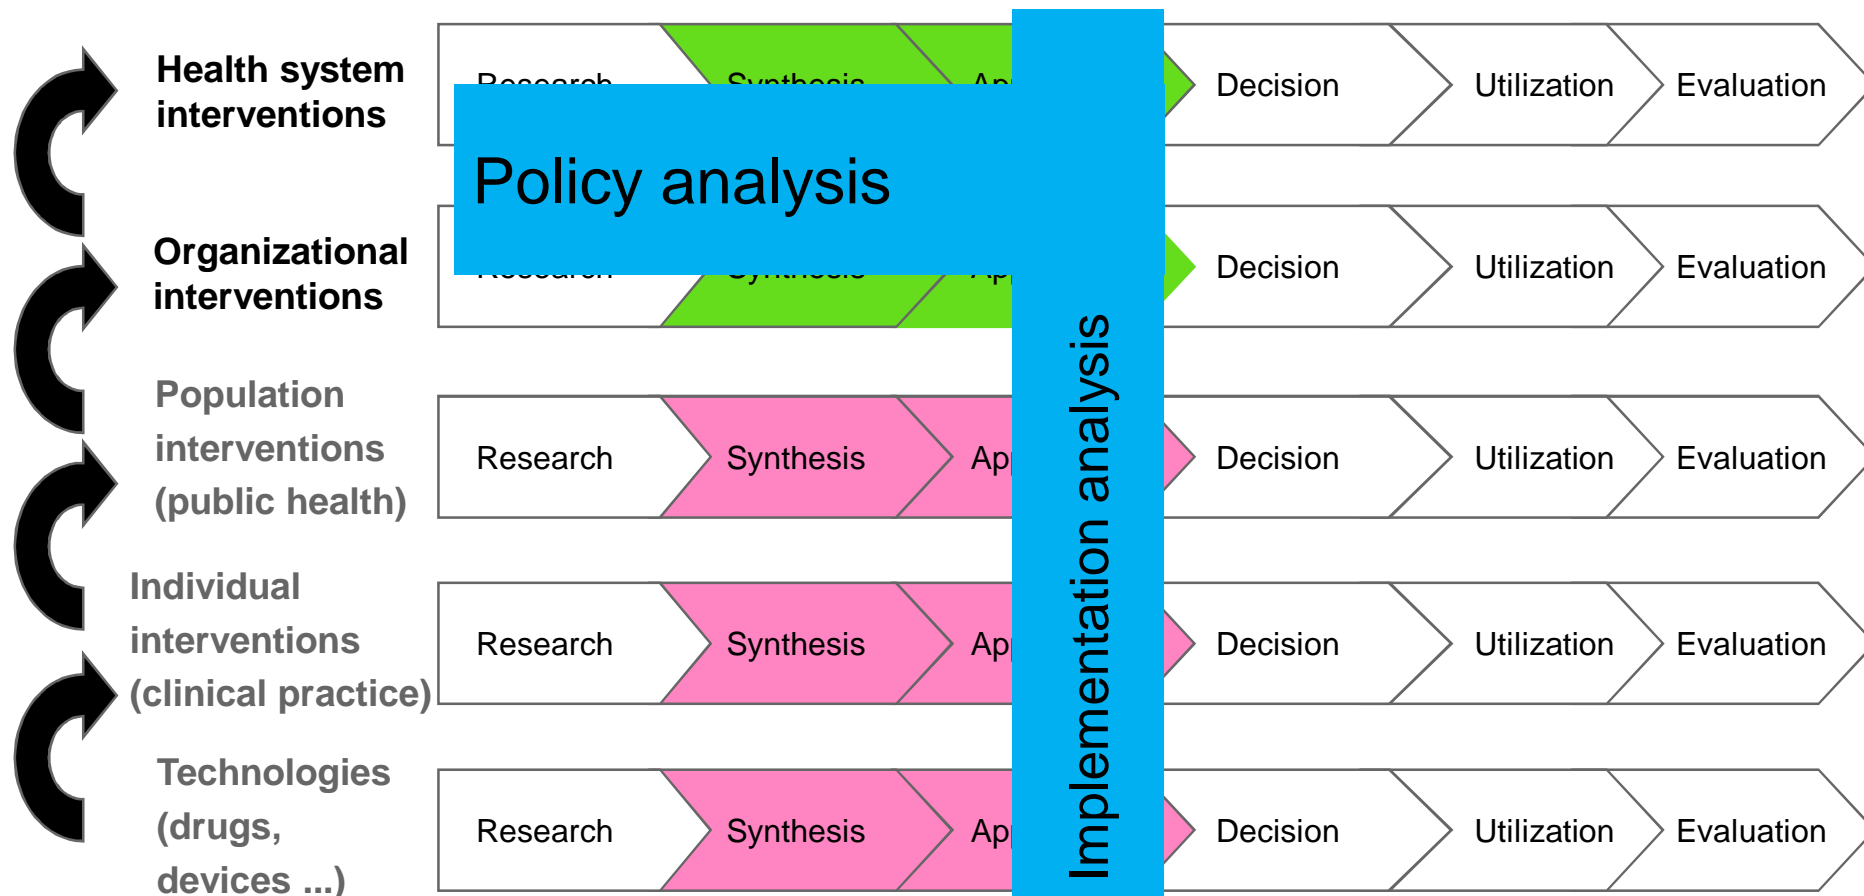 Health system
interventions
Decision
Utilization
Evaluation
Policy analysis
Organizational
interventions
Decision
Utilization
Evaluation
Implementation analysis
Population
interventions
(public health)
Research
Synthesis
Decision
Utilization
Evaluation
Individual
interventions
(clinical practice)
Research
Synthesis
Decision
Utilization
Evaluation
Technologies
(drugs,
devices ...)
Research
Synthesis
Decision
Utilization
Evaluation